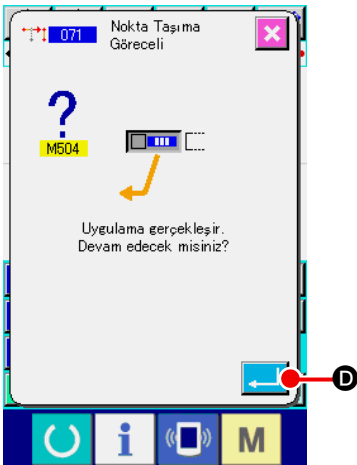 071 Nokta Taşıma
Göreceli
?
M504
Uygulama gerçekleşir.
Devam edecek misiniz?
D
i
M